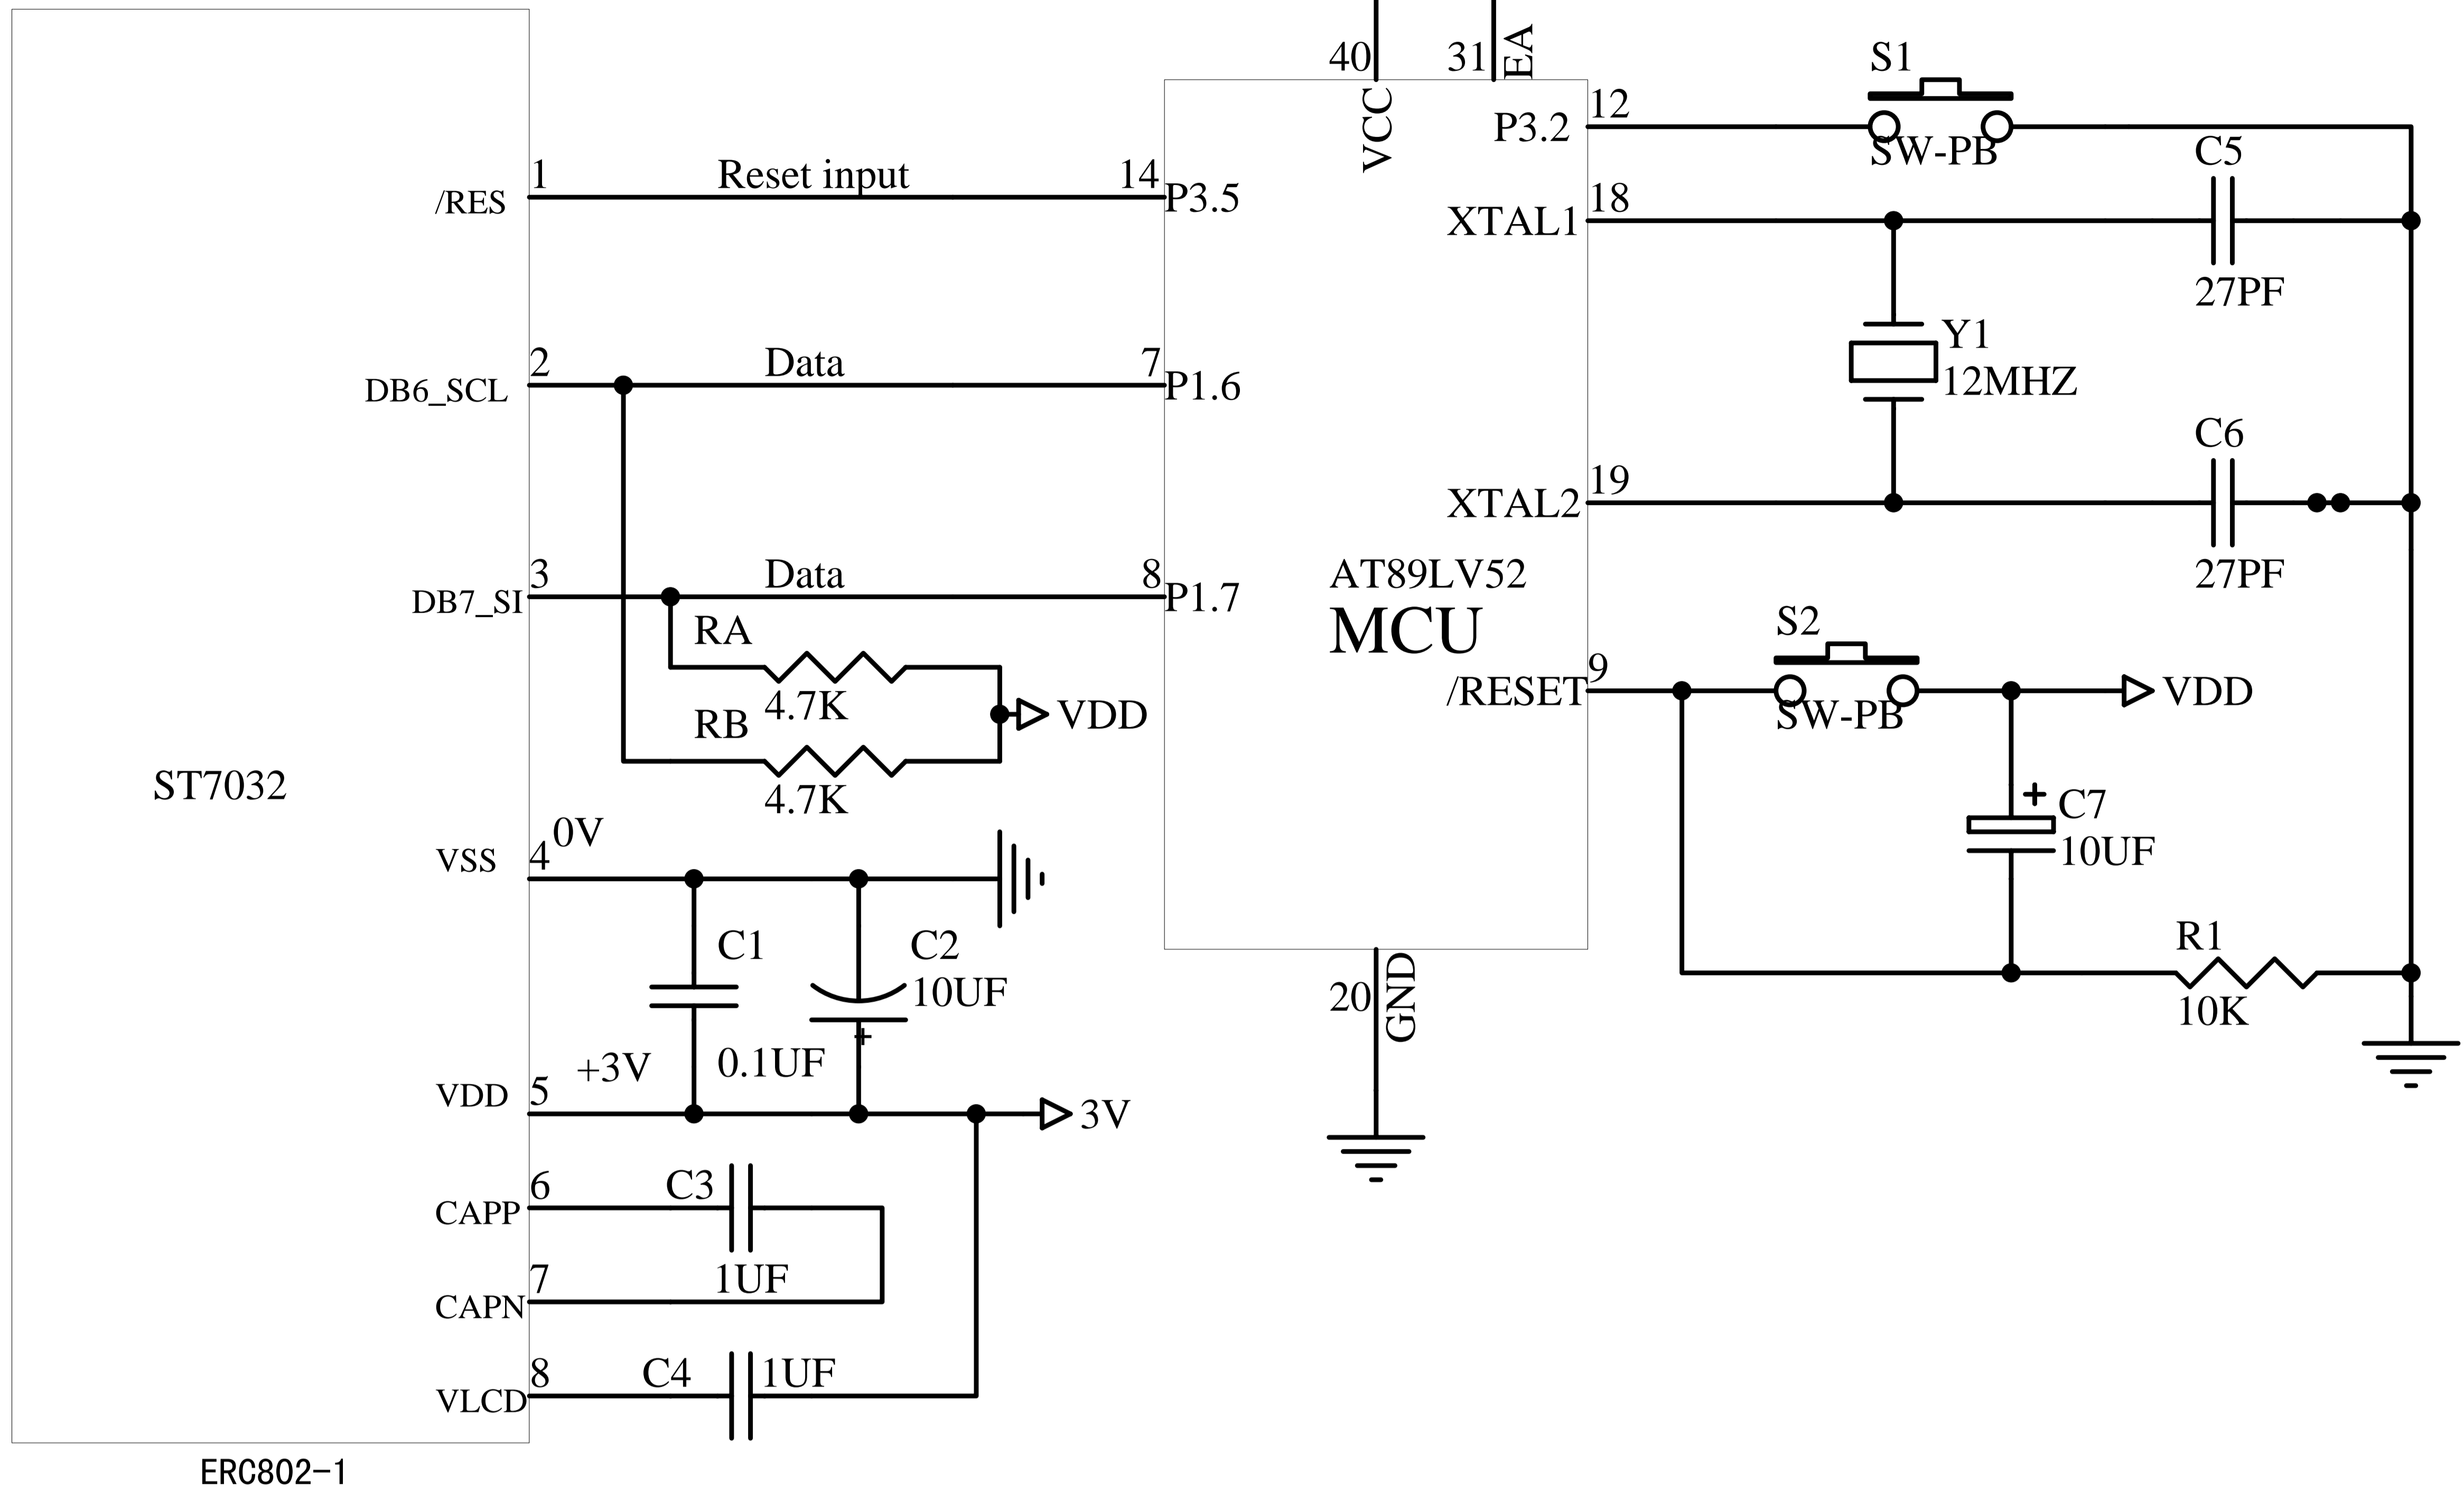 40
31
EA
VCC
S1
12
P3.2
SW-PB
C5
1
Reset input
14
/RES
P3.5
18
XTAL1
27PF
Y1
12MHZ
2
Data
7
DB6_SCL
P1.6
C6
19
XTAL2
27PF
3
Data
8
DB7_SI
P1.7
AT89LV52
MCU
RA
4.7K
S2
9
/RESET
SW-PB
VDD
RB
VDD
4.7K
ST7032
C7
10UF
0V
VSS
4
C1
C2
10UF
0.1UF
+
+
R1
10K
20
GND
+3V
VDD
5
3V
6
C3
CAPP
1UF
7
CAPN
8
C4
1UF
VLCD
ERC802-1